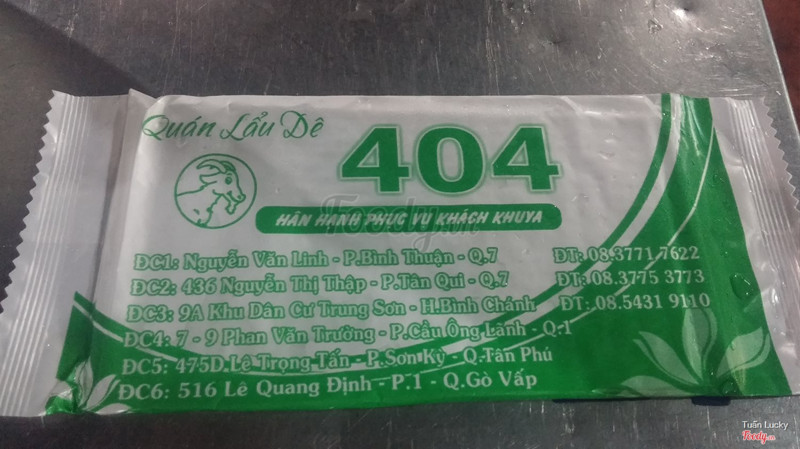 Quán Lẩu Dê
404
HÂN HẠNH PHỤC VỤ KHÁCH KHUYA
Foody.vn
ĐC1: Nguyễn Văn Linh - P.Bình Thuận - Q.7 ĐT: 08.3771 7622
ĐC2: 436 Nguyễn Thị Thập - P.Tân Qui - Q.7 ĐT: 08.3775 3773
ĐC3: 9A Khu Dân Cư Trung Sơn - H.Bình Chánh ĐT: 08.5431 9110
ĐC4: 7 - 9 Phan Văn Trường - P.Cầu Ông Lãnh - Q.1
ĐC5: 475D.Lê Trọng Tấn - P.Sơn Kỳ - Q.Tân Phú
ĐC6: 516 Lê Quang Định - P.1 - Q.Gò Vấp
Tuấn Lucky
Foody.vn